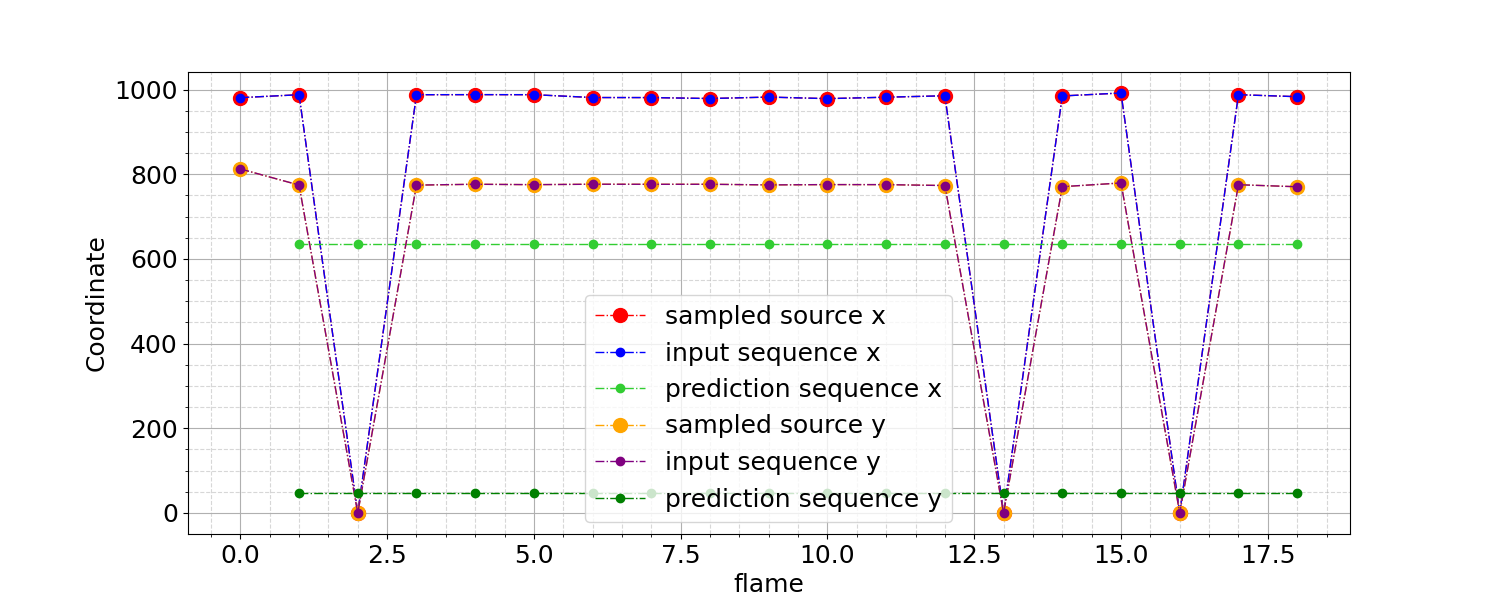 1000
800
600
400
200
0
Coordinate
sampled source x
input sequence x
prediction sequence x
sampled source y
input sequence y
prediction sequence y
0.0 2.5 5.0 7.5 10.0 12.5 15.0 17.5
flame